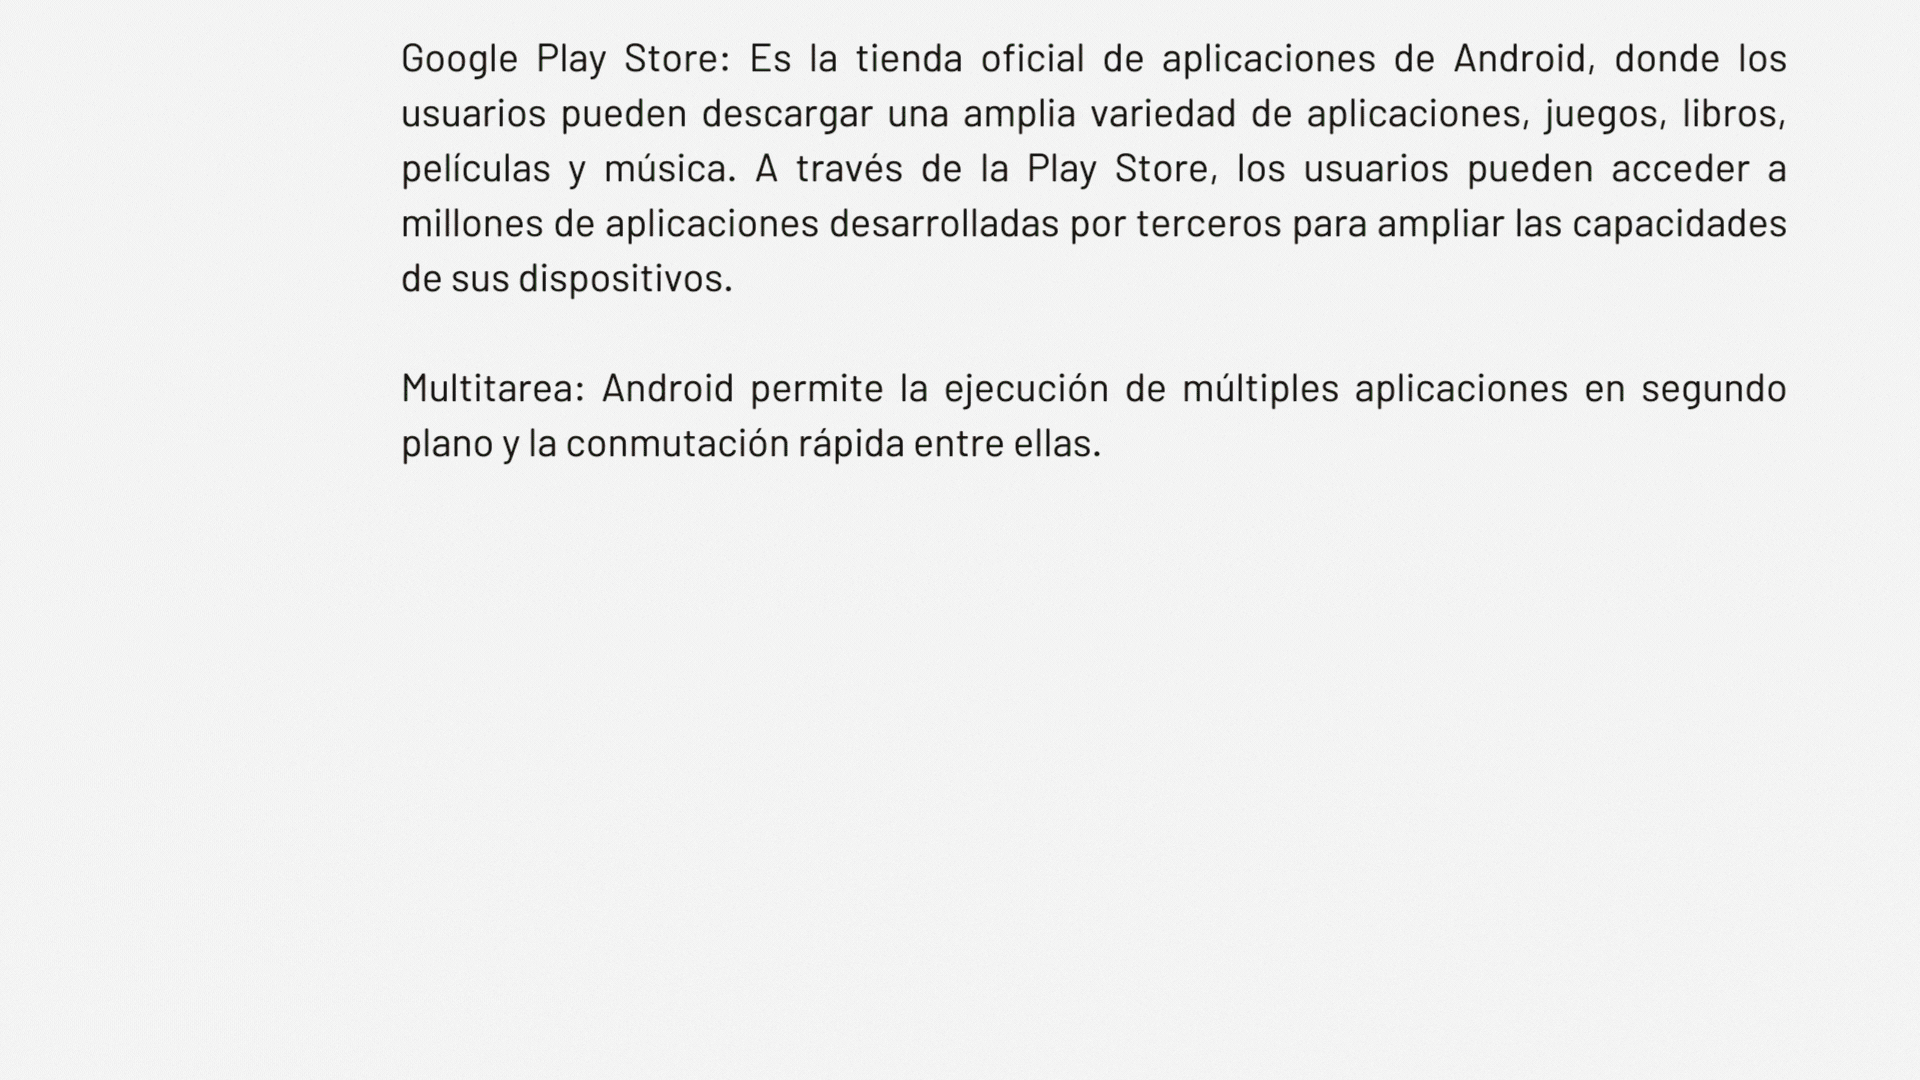 Google Play Store: Es la tienda oficial de aplicaciones de Android, donde los
usuarios pueden descargar una amplia variedad de aplicaciones, juegos, libros,
películas y música. A través de la Play Store, los usuarios pueden acceder a
millones de aplicaciones desarrolladas por terceros para ampliar las capacidades
de sus dispositivos.
Multitarea: Android permite la ejecución de múltiples aplicaciones en segundo
plano y la conmutación rápida entre ellas.